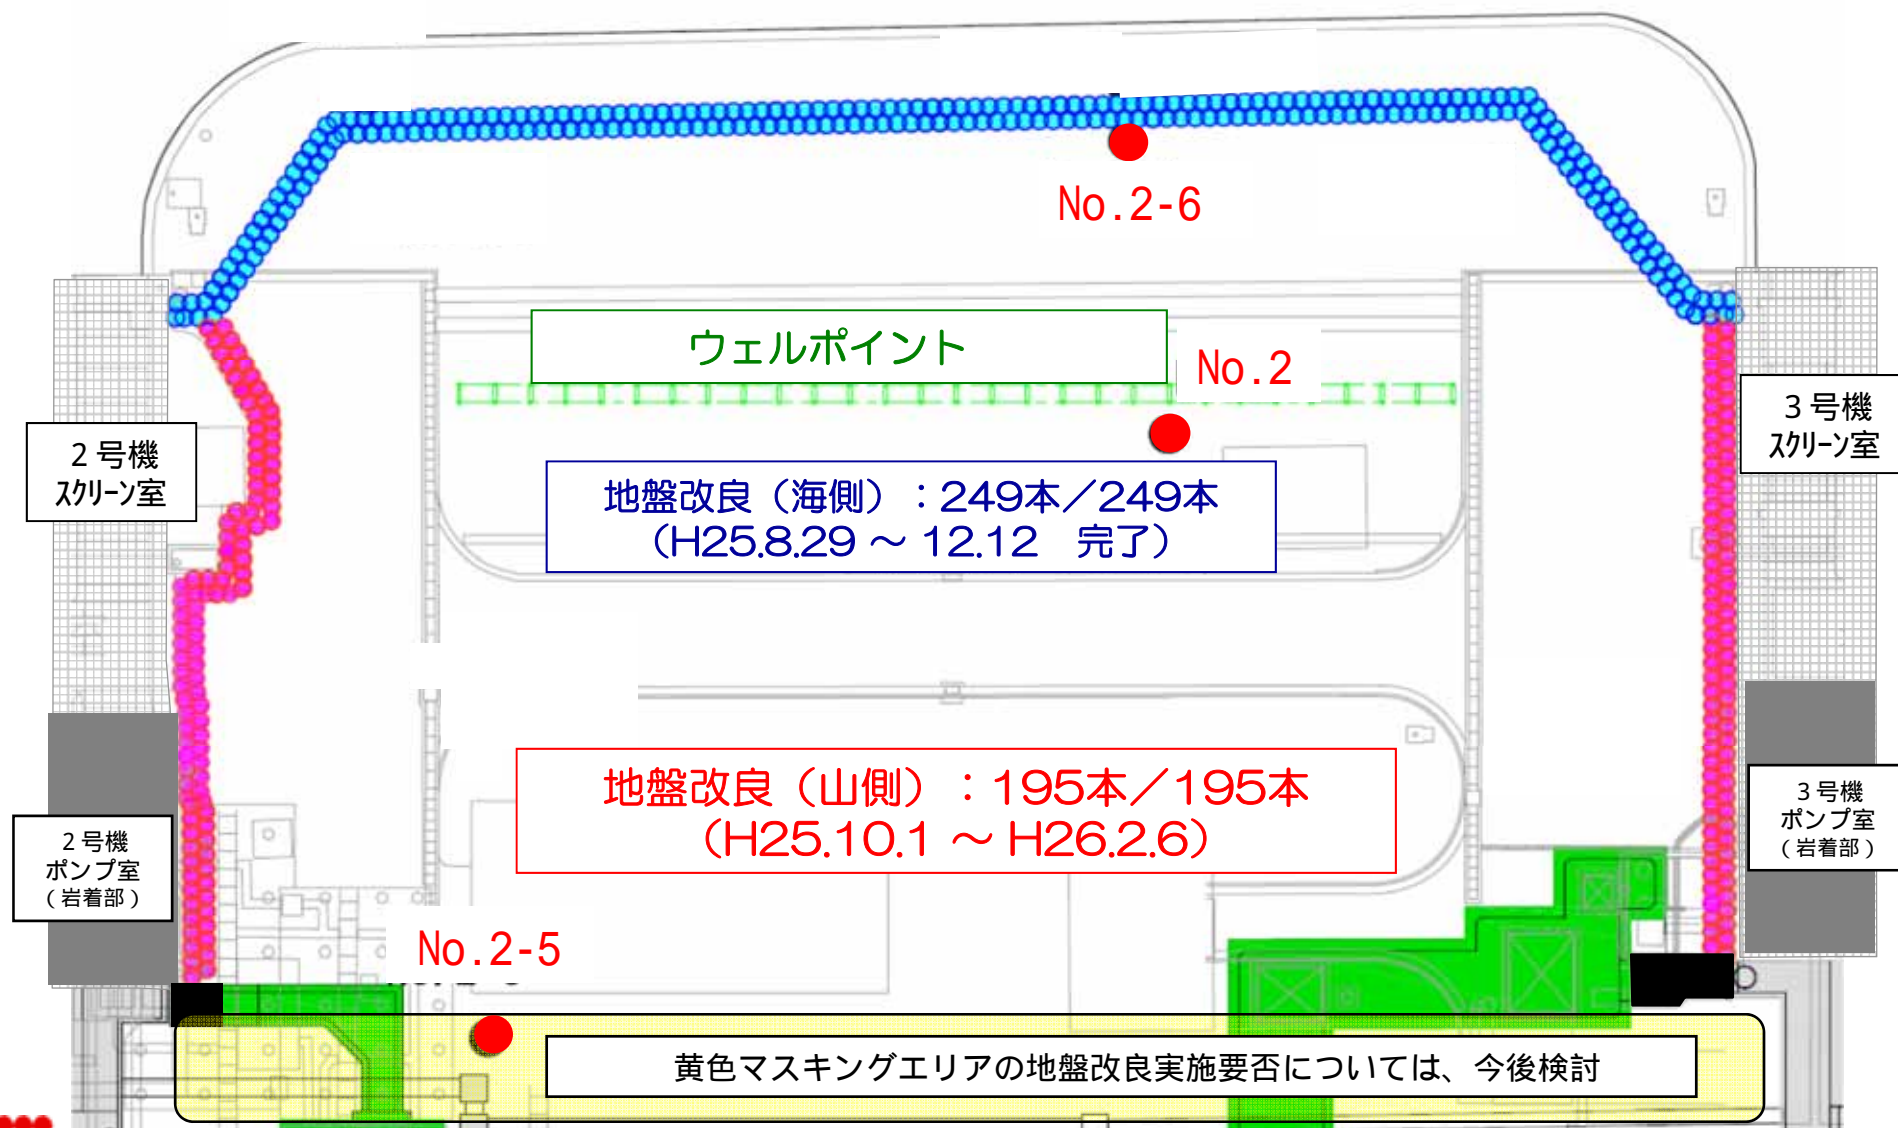 No.2-6
ウェルポイント
No.2
2号機
スクリーン室
3号機
スクリーン室
地盤改良（海側）：249本／249本
（H25.8.29 ～ 12.12　完了）
地盤改良（山側）：195本／195本
（H25.10.1 ～ H26.2.6）
2号機
ポンプ室
（岩着部）
3号機
ポンプ室
（岩着部）
No.2-5
黄色マスキングエリアの地盤改良実施要否については、今後検討